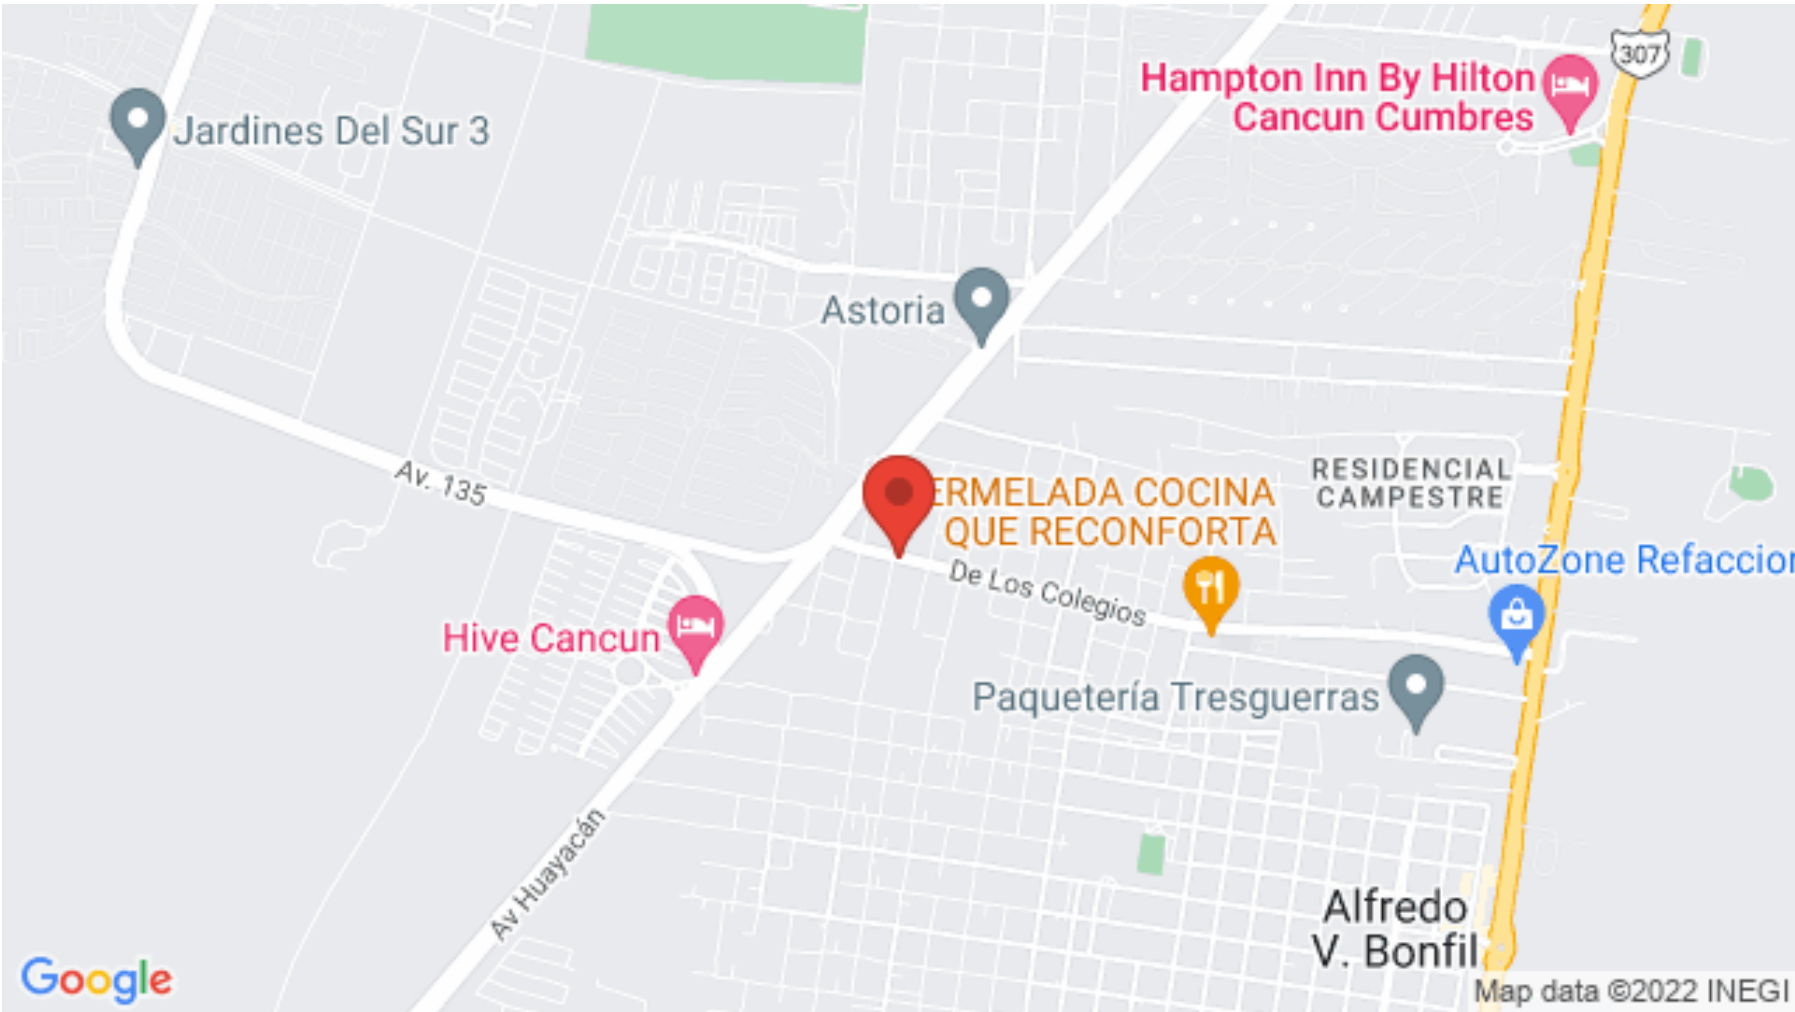 307
Hampton Inn By Hilton
Cancun Cumbres
Jardines Del Sur 3
Astoria
Av. 135
ERMELADA COCINA
QUE RECONFORTA
RESIDENCIAL
CAMPESTRE
AutoZone Refaccion
De Los Colegios
Hive Cancun
Paquetería Tresguerras
Av Huayacán
Alfredo
V. Bonfil
Google
Map data ©2022 INEGI